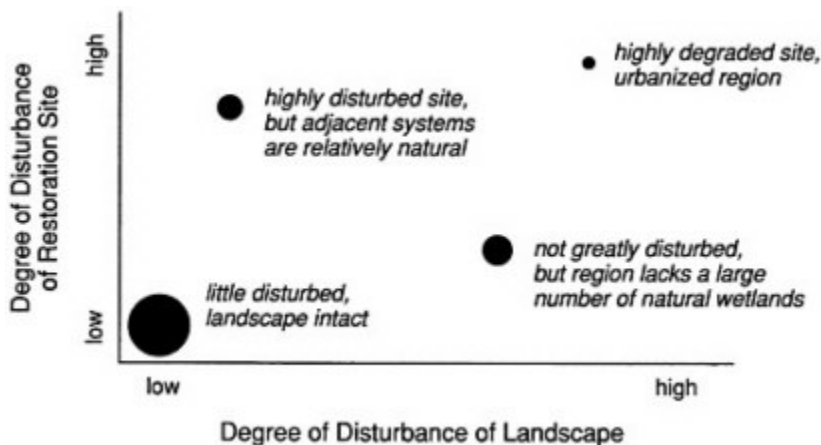 high
highly degraded site,
urbanized region
highly disturbed site,
but adjacent systems
are relatively natural
Degree of Disturbance
of Restoration Site
not greatly disturbed,
but region lacks a large
number of natural wetlands
little disturbed,
landscape intact
low
low
high
Degree of Disturbance of Landscape